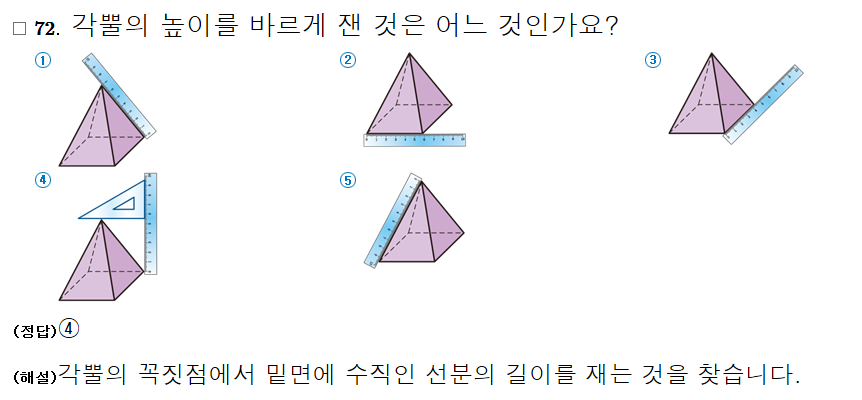 □ 72. 각뿔의 높이를 바르게 잰 것은 어느 것인가요?
① ② ③
④ ⑤
(정답)④
(해설)각뿔의 꼭짓점에서 밑면에 수직인 선분의 길이를 재는 것을 찾습니다.